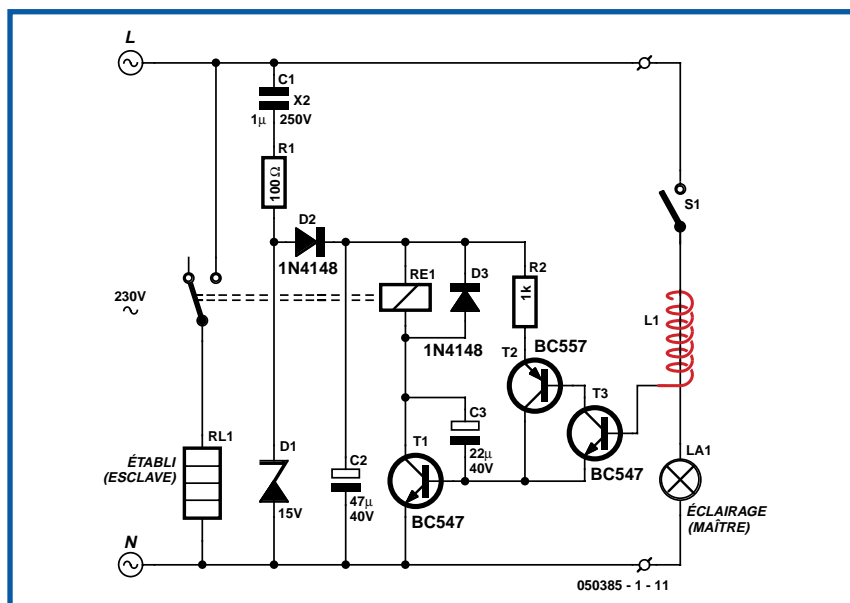 L
C1
X2
1µ 250V
R1
100Ω
S1
D2
1N4148
RE1
D3
R2
1k
230V
~
L1
1N4148
BC557
T2
T3
C3
RL1
LA1
ÉTABLI
(ESCLAVE)
D1
T1
22µ
40V
BC547
C2
15V
47µ
40V
BC547
ÉCLAIRAGE
(MAÎTRE)
N
050385 - 1 - 11